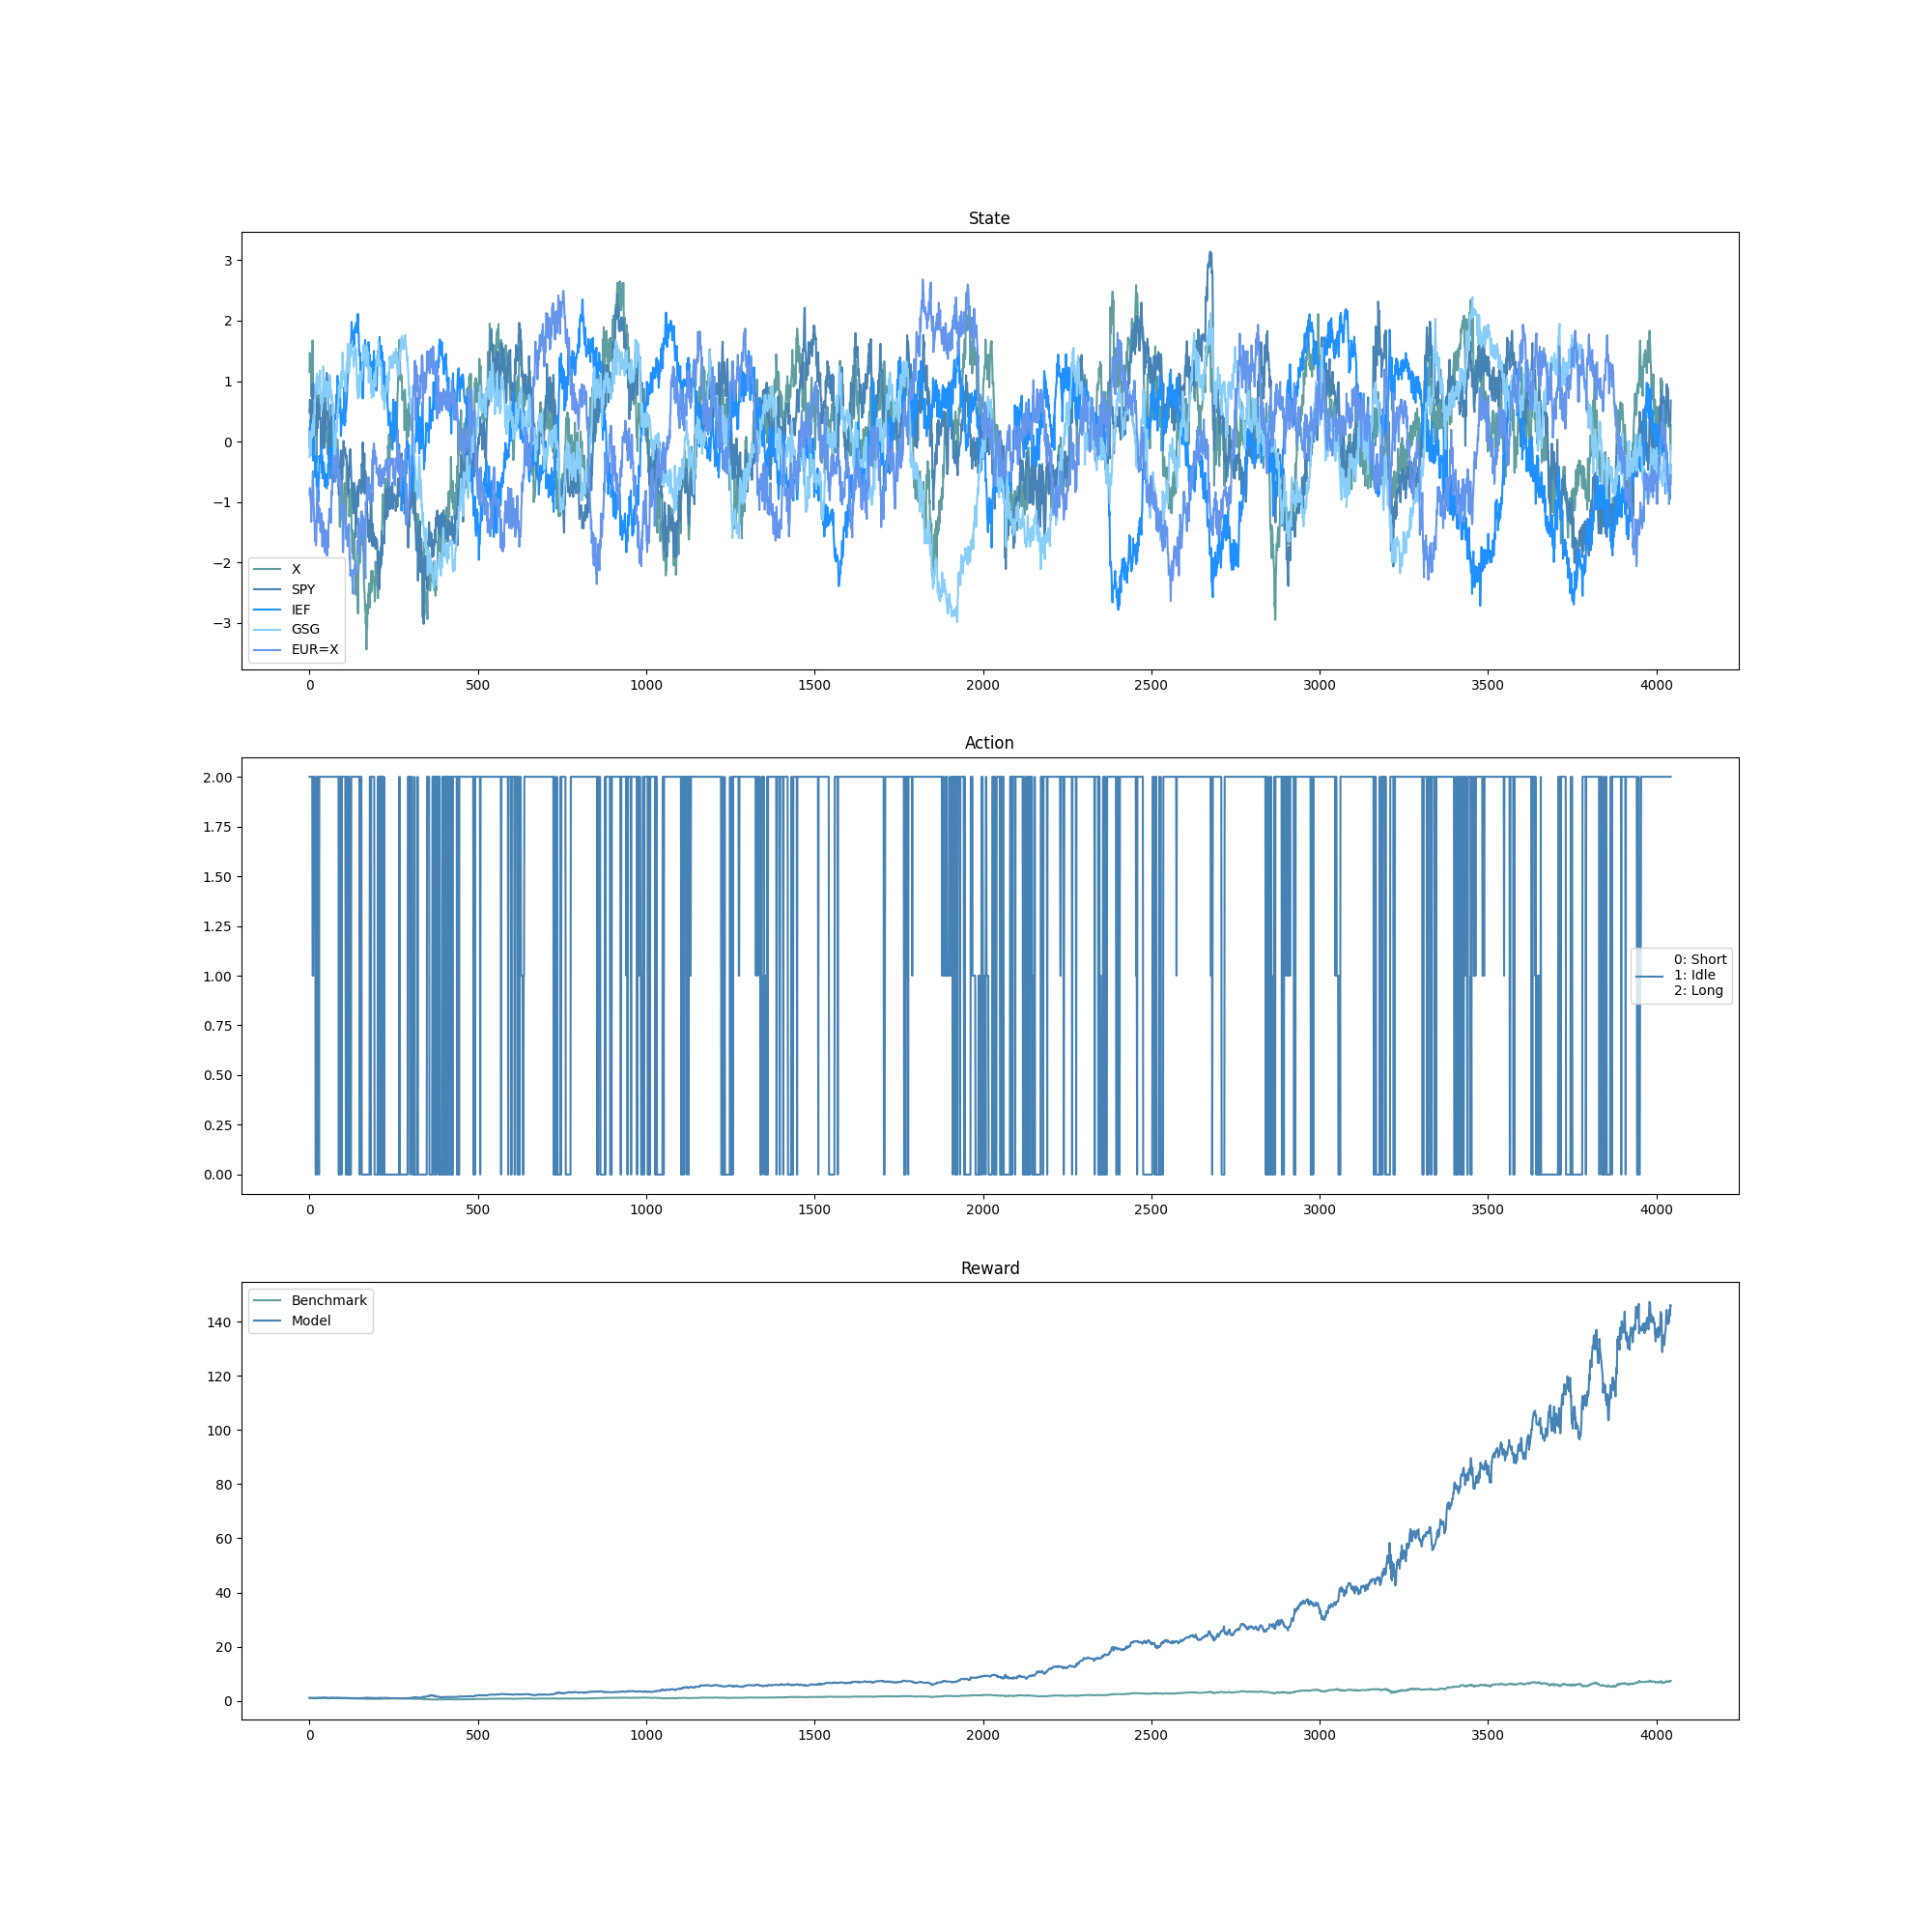 State
3
2
1
0
−1
−2
−3
X
SPY
IEF
GSG
EUR=X
0 500 1000 1500 2000 2500 3000 3500 4000
Action
2.00
1.75
1.50
1.25
1.00
0.75
0.50
0.25
0.00
0: Short
1: Idle
2: Long
0 500 1000 1500 2000 2500 3000 3500 4000
Reward
Benchmark
Model
140
120
100
80
60
40
20
0
0 500 1000 1500 2000 2500 3000 3500 4000